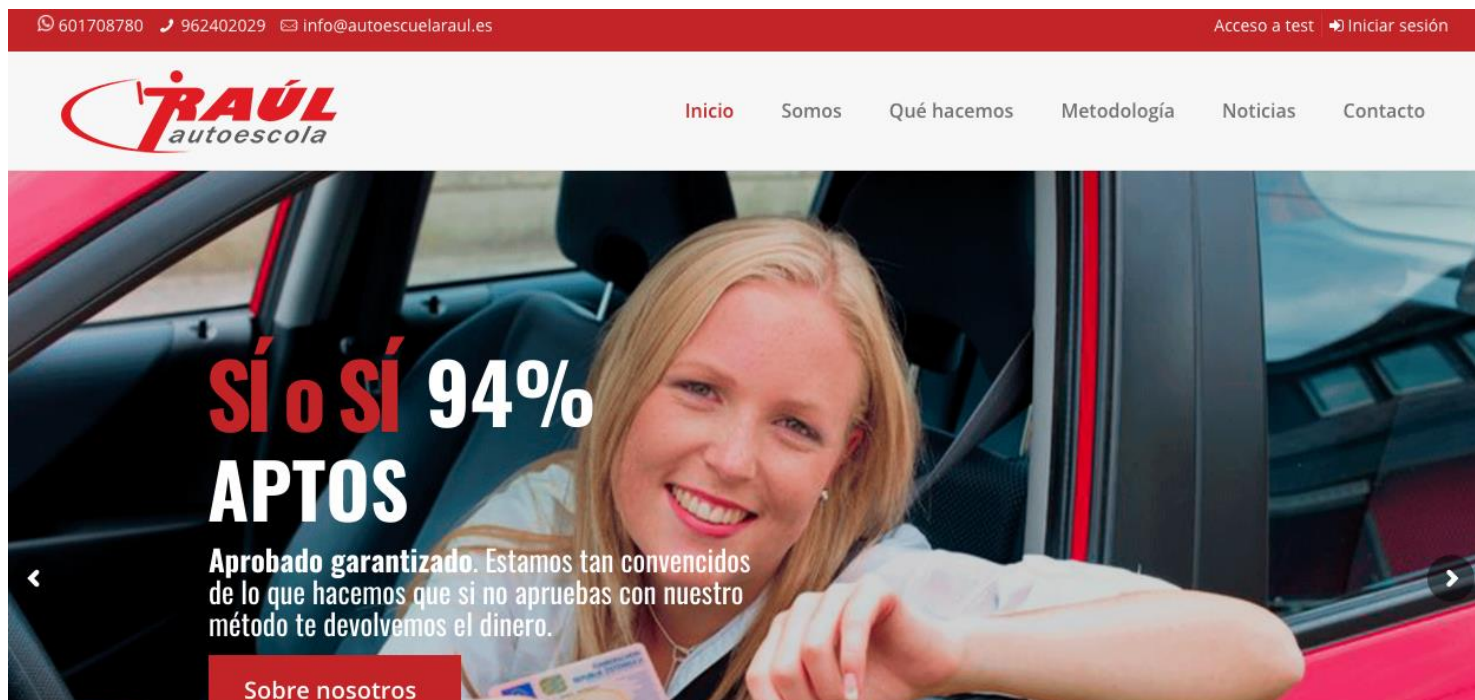 601708780 962402029 info@autoescuelaraul.es Acceso a test Iniciar sesión
RAÚL
autoescola
Inicio Somos Qué hacemos Metodología Noticias Contacto
SÍ o SÍ 94%
APTOS
Aprobado garantizado. Estamos tan convencidos
de lo que hacemos que si no apruebas con nuestro
método te devolvemos el dinero.
Sobre nosotros